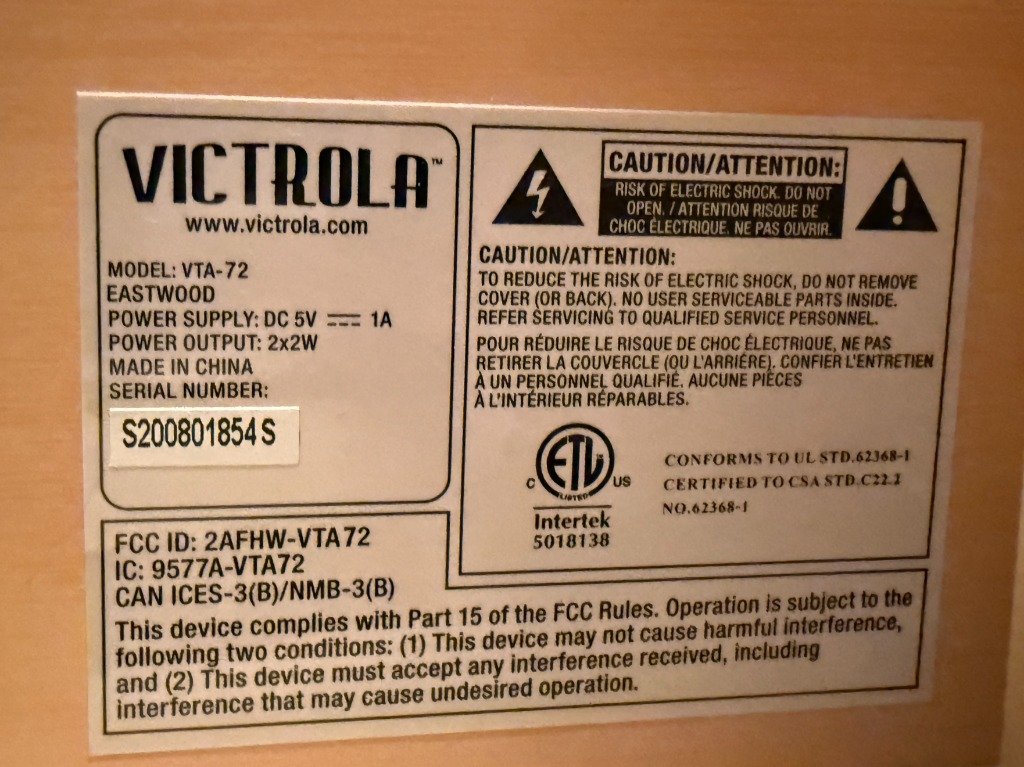 VICTROLA™
www.victrola.com
MODEL: VTA-72
EASTWOOD
POWER SUPPLY: DC 5V ⎓ 1A
POWER OUTPUT: 2x2W
MADE IN CHINA
SERIAL NUMBER:
S200801854S
CAUTION/ATTENTION:
RISK OF ELECTRIC SHOCK. DO NOT
OPEN. / ATTENTION RISQUE DE
CHOC ÉLECTRIQUE. NE PAS OUVRIR.
CAUTION/ATTENTION:
TO REDUCE THE RISK OF ELECTRIC SHOCK, DO NOT REMOVE
COVER (OR BACK). NO USER SERVICEABLE PARTS INSIDE.
REFER SERVICING TO QUALIFIED SERVICE PERSONNEL.
POUR RÉDUIRE LE RISQUE DE CHOC ÉLECTRIQUE, NE PAS
RETIRER LA COUVERCLE (OU L'ARRIÉRE). CONFIER L'ENTRETIEN
À UN PERSONNEL QUALIFIÉ. AUCUNE PIÈCES
À L'INTÉRIEUR RÉPARABLES.
ETL
LISTED
C US
Intertek
5018138
CONFORMS TO UL STD.62368-1
CERTIFIED TO CSA STD.C22.2
NO.62368-1
FCC ID: 2AFHW-VTA72
IC: 9577A-VTA72
CAN ICES-3(B)/NMB-3(B)
This device complies with Part 15 of the FCC Rules. Operation is subject to the
following two conditions: (1) This device may not cause harmful interference,
and (2) This device must accept any interference received, including
interference that may cause undesired operation.